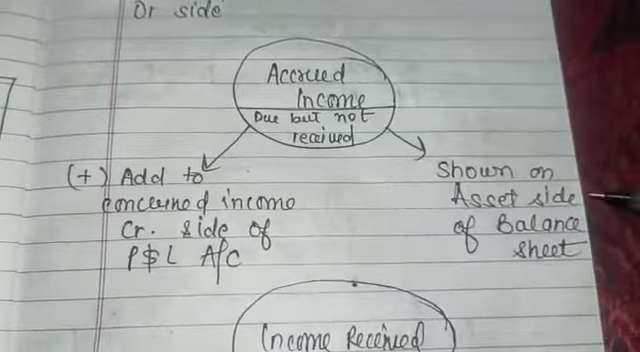 Dr side
Accrued
Income
Due but not
received
(+) Add to
concerned income
Cr. side of
P$L A/C
Shown on
Asset side
of Balance
sheet
Income Received